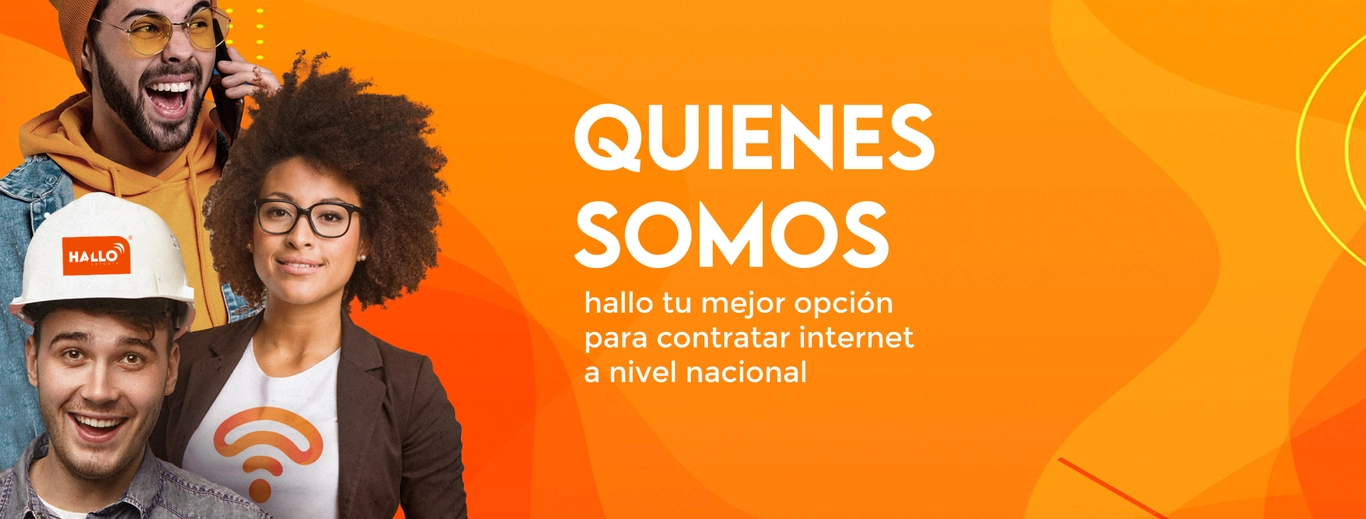 HALLO
QUIENES
SOMOS
hallo tu mejor opción
para contratar internet
a nivel nacional